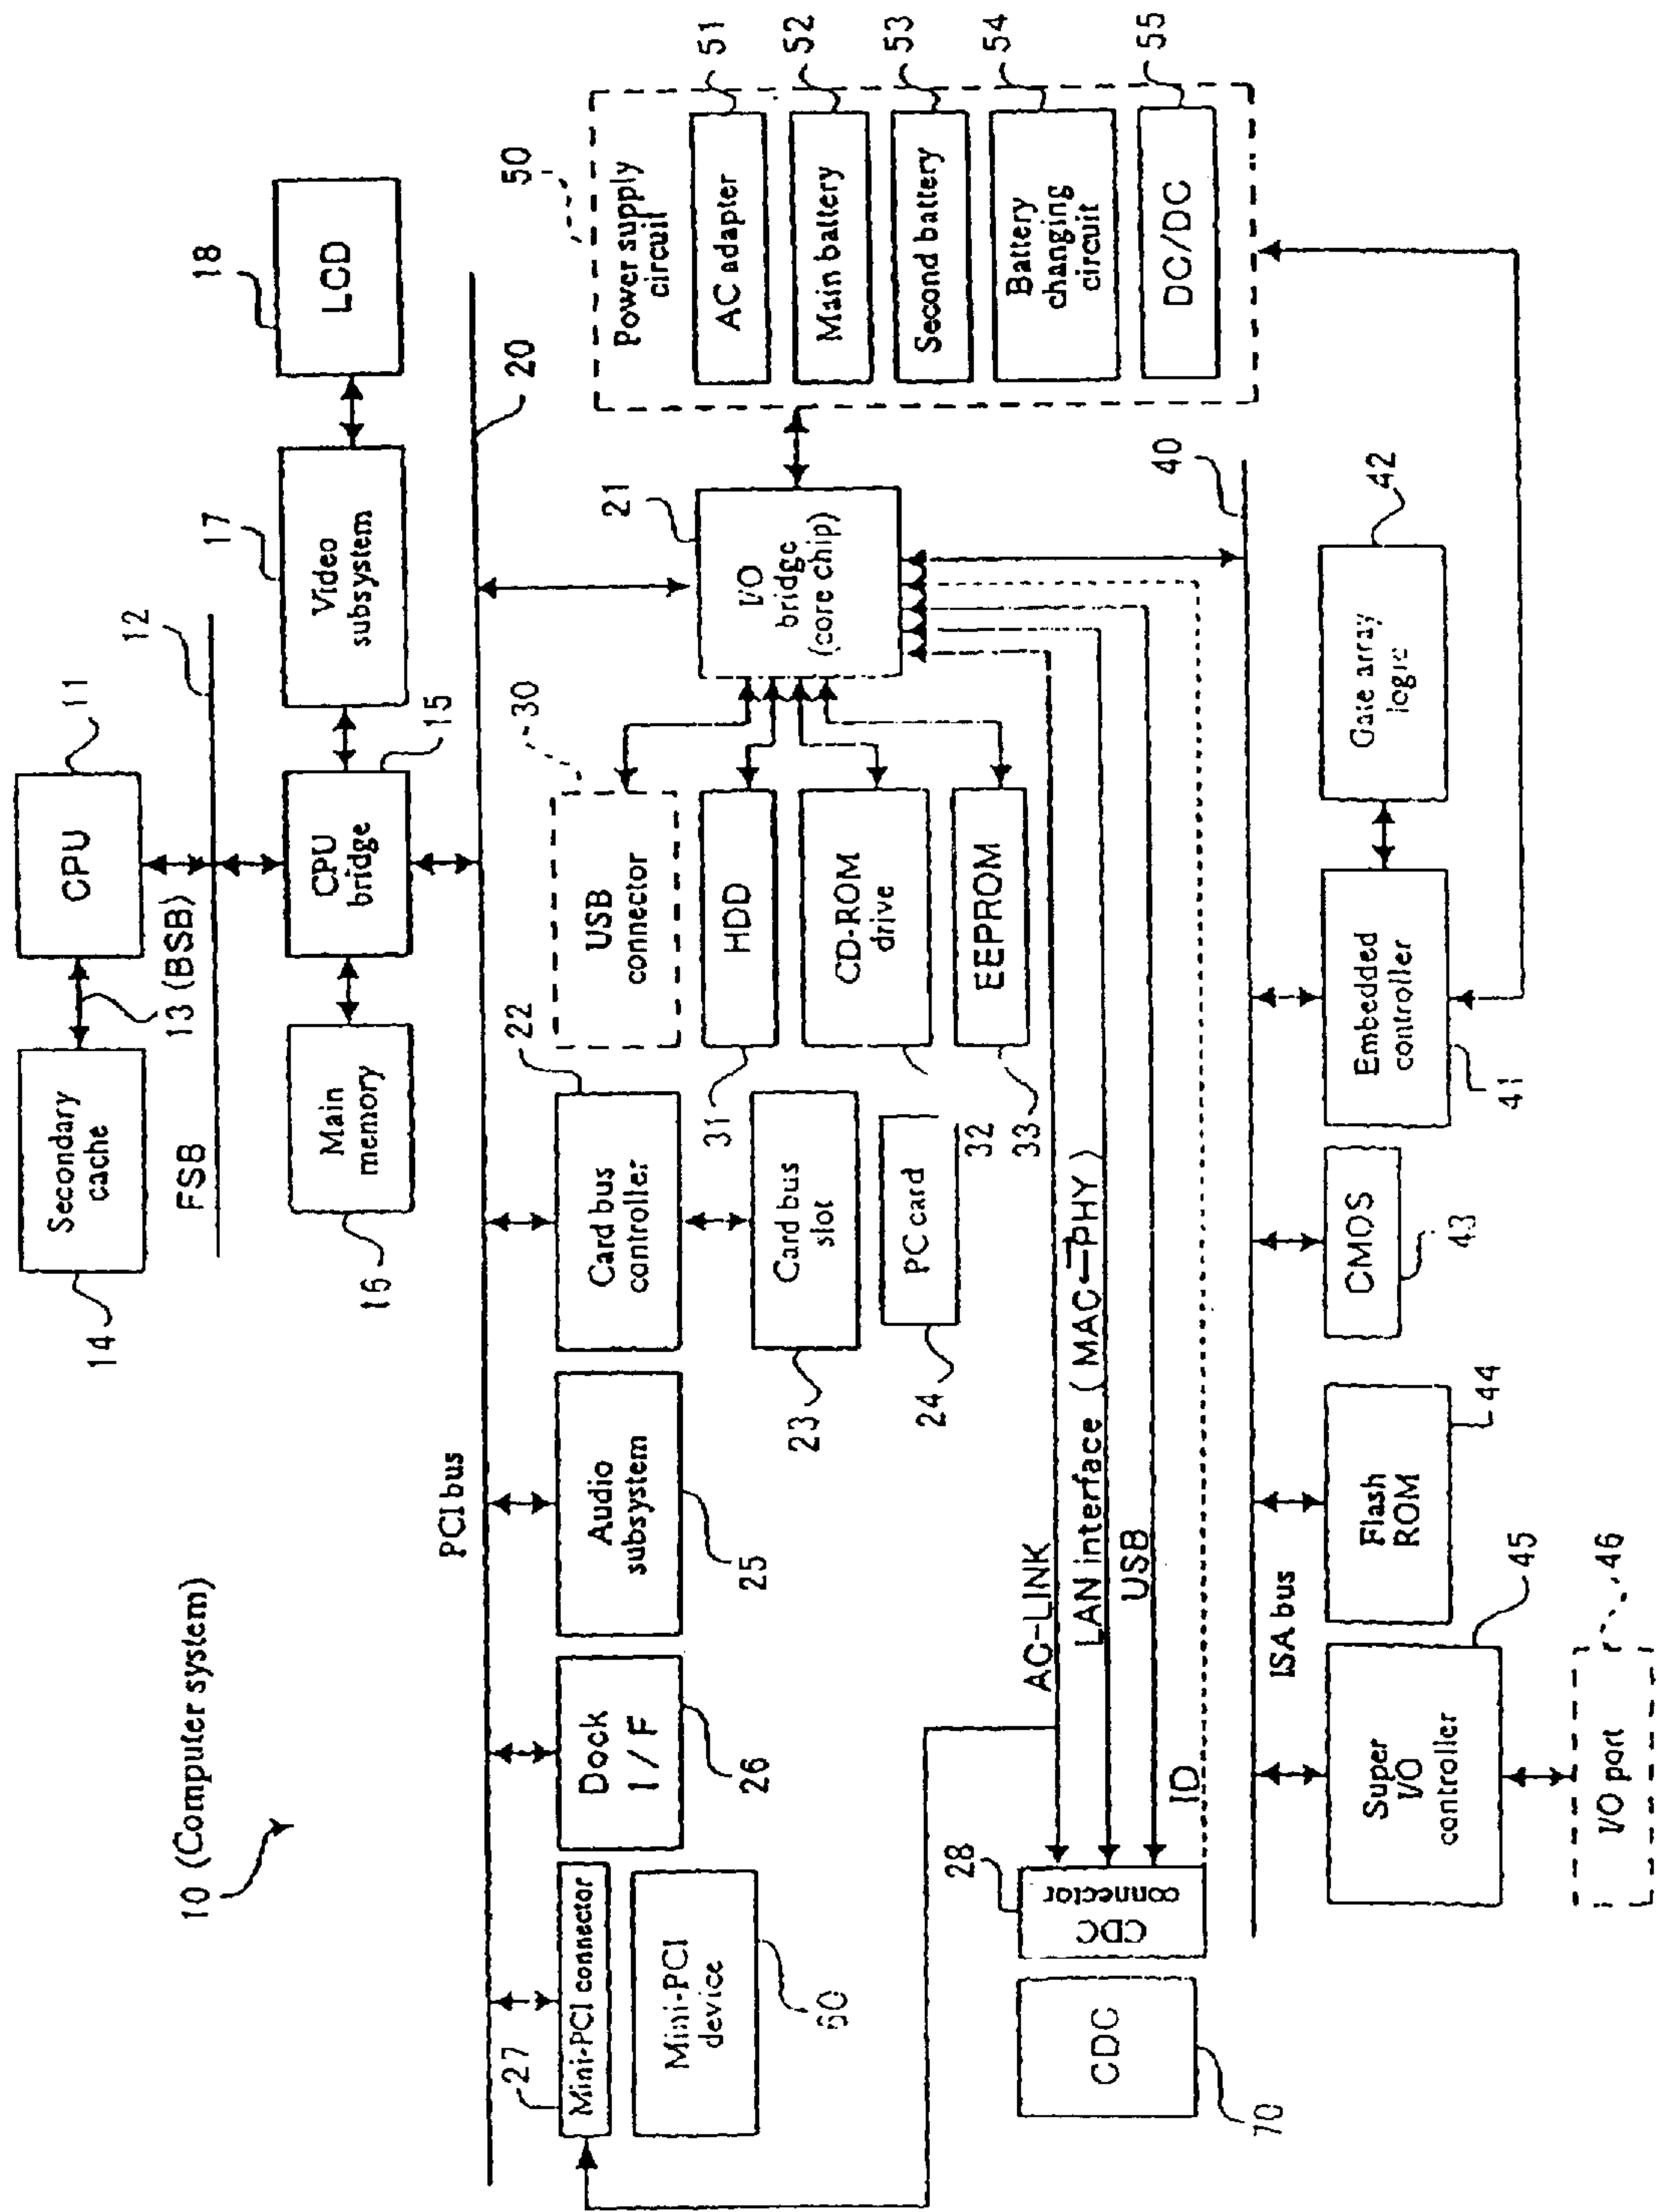 10 (Computer system)
14
Secondary
cache
13 (BSB)
CPU
11
FSB
12
16
Main
memory
CPU
bridge
15
17
Video
subsystem
18
LCD
PCI bus
20
27
Mini-PCI connector
Mini-PCI
device
60
Dock
I/F
26
Audio
subsystem
25
22
Card bus
controller
Card bus
slot
23
PC card
24
30
USB
connector
HDD
31
CD-ROM
drive
32
EEPROM
33
21
I/O
bridge
(core chip)
50
Power supply
circuit
AC adapter
51
Main battery
52
Second battery
53
Battery
changing
circuit
54
DC/DC
55
CDC
70
28
CDC
connector
AC-LINK
LAN interface (MAC PHY)
USB
ID
ISA bus
40
Super
I/O
controller
45
I/O port
46
Flash
ROM
44
CMOS
43
Embedded
controller
41
Gate array
logic
42